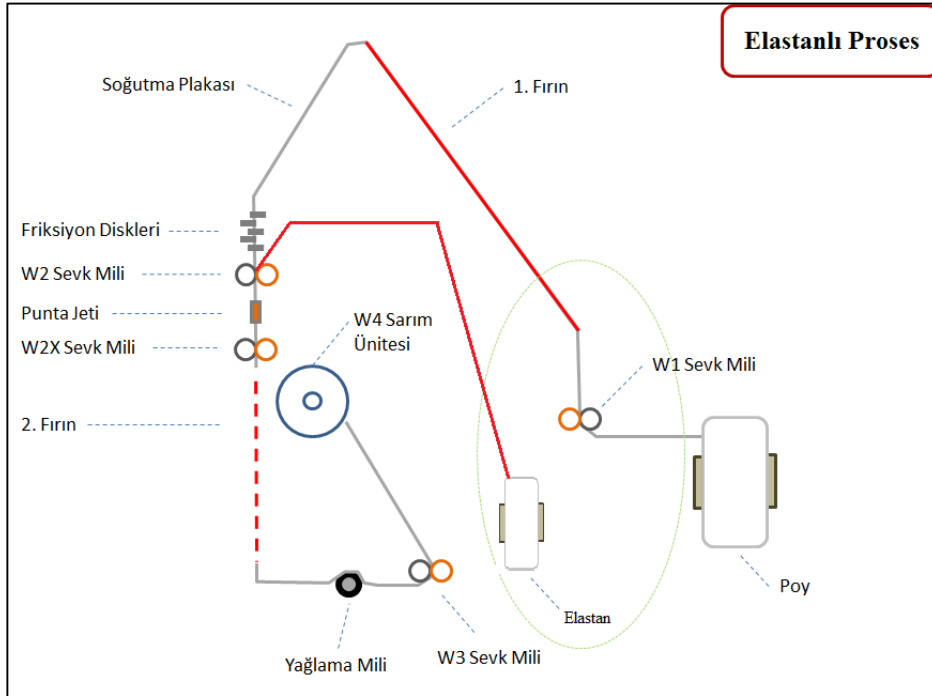 Elastanlı Proses
Soğutma Plakası
1. Fırın
Friksiyon Diskleri
W2 Sevk Mili
Punta Jeti
W2X Sevk Mili
W4 Sarım
Ünitesi
W1 Sevk Mili
2. Fırın
Poy
Elastan
Yağlama Mili
W3 Sevk Mili